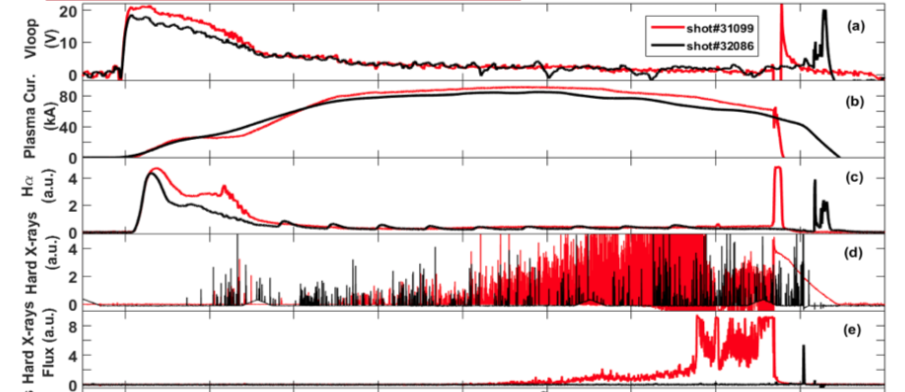 Vloop
(V)
20
10
0
shot#31099
shot#32086
(a)
Plasma Cur.
(kA)
80
40
0
(b)
Hα
(a.u.)
4
2
0
(c)
Hard X-rays
(a.u.)
4
2
0
(d)
Hard X-rays
Flux (a.u.)
8
4
0
(e)